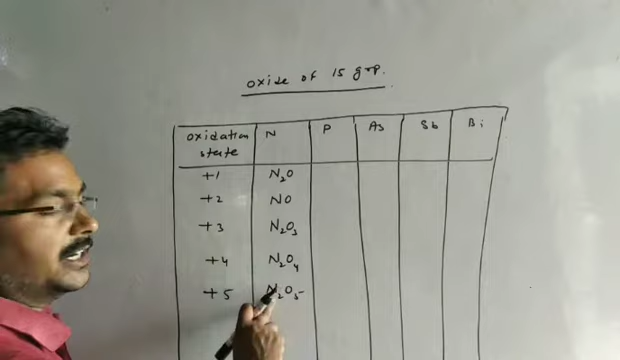 oxide of 15 grp.
oxidation state N P As Sb Bi
+1 N₂O
+2 NO
+3 N₂O₃
+4 N₂O₄
+5 N₂O₅